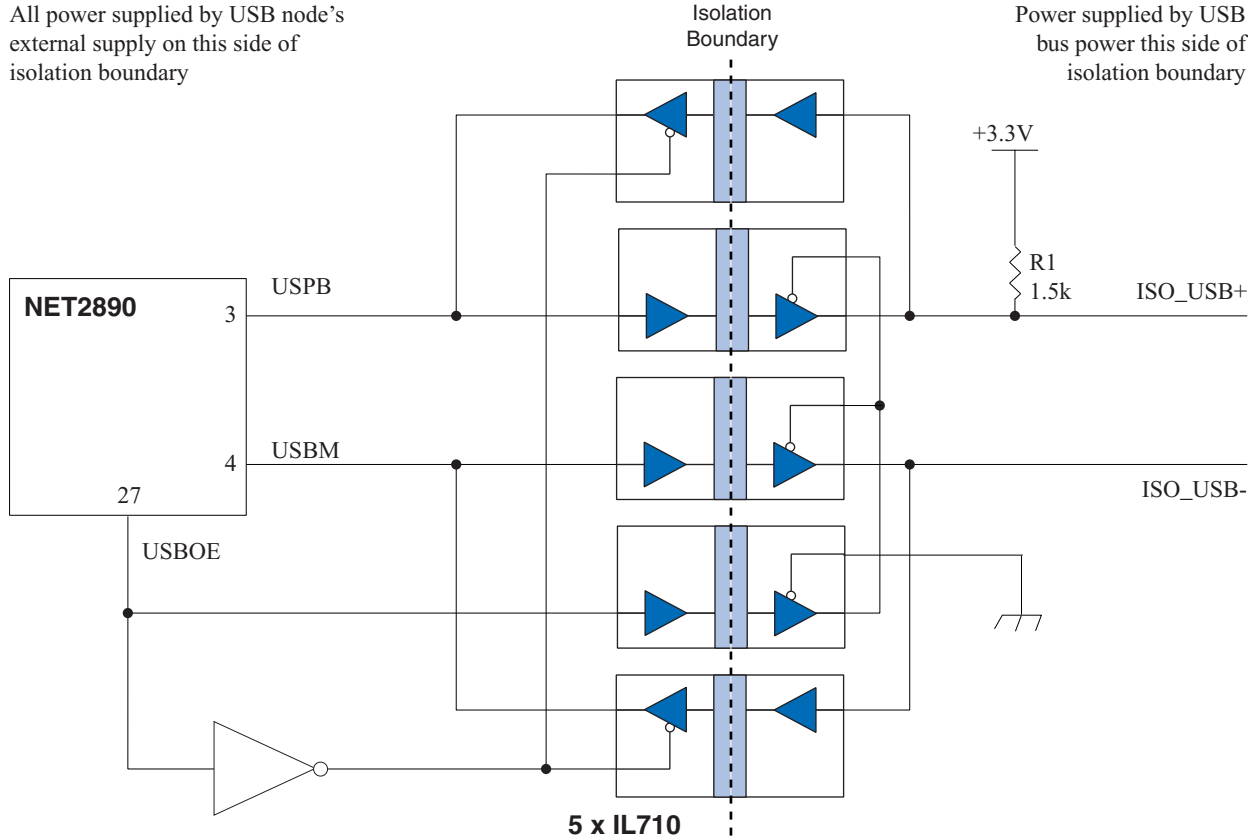 All power supplied by USB node's
external supply on this side of
isolation boundary
Isolation
Boundary
Power supplied by USB
bus power this side of
isolation boundary
+3.3V
R1
1.5k
ISO_USB+
NET2890
3
USPB
4
USBM
ISO_USB-
27
USBOE
5 x IL710